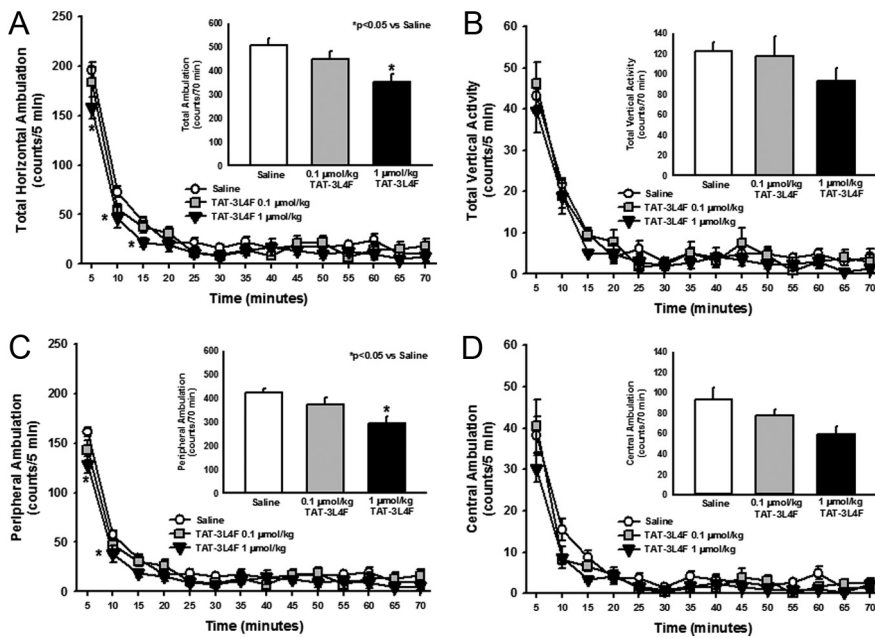 A
Total Horizontal Ambulation
(counts/5 min)
250
200
150
100
50
0
5 10 15 20 25 30 35 40 45 50 55 60 65 70
Time (minutes)
Saline
TAT-3L4F 0.1 µmol/kg
TAT-3L4F 1 µmol/kg
*
*
*
*p<0.05 vs Saline
Total Ambulation
(counts/70 min)
600
500
400
300
200
100
0
*
Saline 0.1 µmol/kg 1 µmol/kg
TAT-3L4F TAT-3L4F
B
Total Vertical Activity
(counts/5 min)
60
50
40
30
20
10
0
5 10 15 20 25 30 35 40 45 50 55 60 65 70
Time (minutes)
Saline
TAT-3L4F 0.1 µmol/kg
TAT-3L4F 1 µmol/kg
Total Vertical Activity
(counts/70 min)
140
120
100
80
60
40
20
0
Saline 0.1 µmol/kg 1 µmol/kg
TAT-3L4F TAT-3L4F
C
Peripheral Ambulation
(counts/5 min)
250
200
150
100
50
0
5 10 15 20 25 30 35 40 45 50 55 60 65 70
Time (minutes)
Saline
TAT-3L4F 0.1 µmol/kg
TAT-3L4F 1 µmol/kg
*
*
*p<0.05 vs Saline
Peripheral Ambulation
(counts/70 min)
600
400
300
200
100
0
*
Saline 0.1 µmol/kg 1 µmol/kg
TAT-3L4F TAT-3L4F
D
Central Ambulation
(counts/5 min)
60
50
40
30
20
10
0
5 10 15 20 25 30 35 40 45 50 55 60 65 70
Time (minutes)
Saline
TAT-3L4F 0.1 µmol/kg
TAT-3L4F 1 µmol/kg
Central Ambulation
(counts/70 min)
140
120
100
80
60
40
20
0
Saline 0.1 µmol/kg 1 µmol/kg
TAT-3L4F TAT-3L4F